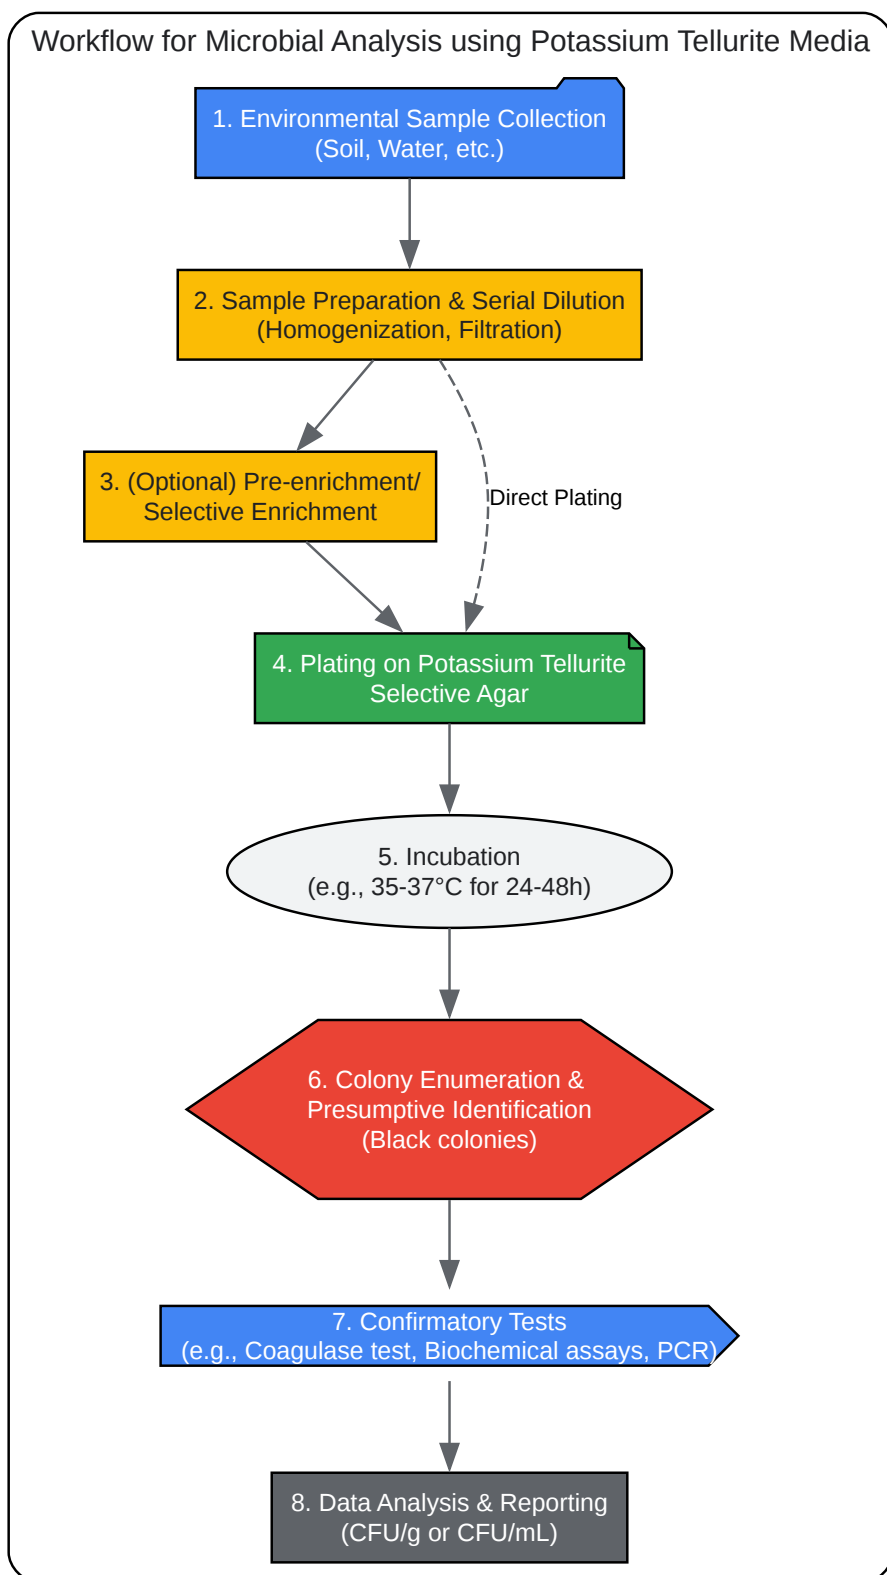 Workflow for Microbial Analysis using Potassium Tellurite Media
1. Environmental Sample Collection
(Soil, Water, etc.)
2. Sample Preparation & Serial Dilution
(Homogenization, Filtration)
3. (Optional) Pre-enrichment/
Selective Enrichment
Direct Plating
4. Plating on Potassium Tellurite
Selective Agar
5. Incubation
(e.g., 35-37°C for 24-48h)
6. Colony Enumeration &
Presumptive Identification
(Black colonies)
7. Confirmatory Tests
(e.g., Coagulase test, Biochemical assays, PCR)
8. Data Analysis & Reporting
(CFU/g or CFU/mL)